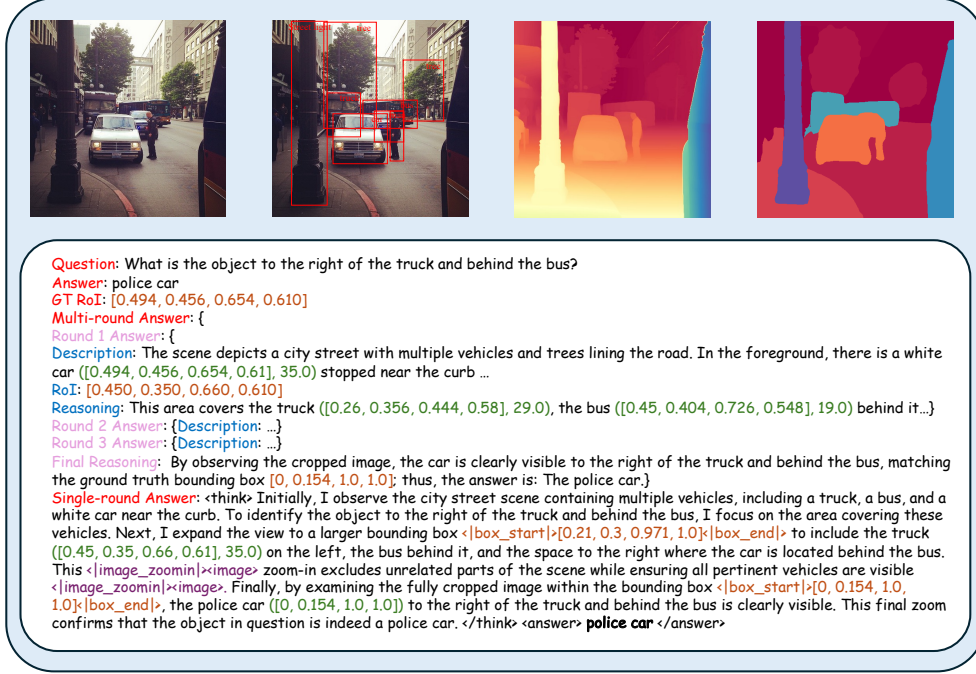 Question: What is the object to the right of the truck and behind the bus?
Answer: police car
GT RoI: [0.494, 0.456, 0.654, 0.610]
Multi-round Answer: {
Round 1 Answer: {
Description: The scene depicts a city street with multiple vehicles and trees lining the road. In the foreground, there is a white
car ([0.494, 0.456, 0.654, 0.61], 35.0) stopped near the curb ...
RoI: [0.450, 0.350, 0.660, 0.610]
Reasoning: This area covers the truck ([0.26, 0.356, 0.444, 0.58], 29.0), the bus ([0.45, 0.404, 0.726, 0.548], 19.0) behind it...}
Round 2 Answer: {Description: ...}
Round 3 Answer: {Description: ...}
Final Reasoning: By observing the cropped image, the car is clearly visible to the right of the truck and behind the bus, matching
the ground truth bounding box [0, 0.154, 1.0, 1.0]; thus, the answer is: The police car.}
Single-round Answer: <think> Initially, I observe the city street scene containing multiple vehicles, including a truck, a bus, and a
white car near the curb. To identify the object to the right of the truck and behind the bus, I focus on the area covering these
vehicles. Next, I expand the view to a larger bounding box <|box_start|>[0.21, 0.3, 0.971, 1.0]<|box_end|> to include the truck
([0.45, 0.35, 0.66, 0.61], 35.0) on the left, the bus behind it, and the space to the right where the car is located behind the bus.
This <|image_zoomin|><image> zoom-in excludes unrelated parts of the scene while ensuring all pertinent vehicles are visible
<|image_zoomin|><image>. Finally, by examining the fully cropped image within the bounding box <|box_start|>[0, 0.154, 1.0,
1.0]<|box_end|>, the police car ([0, 0.154, 1.0, 1.0]) to the right of the truck and behind the bus is clearly visible. This final zoom
confirms that the object in question is indeed a police car. </think> <answer> police car </answer>